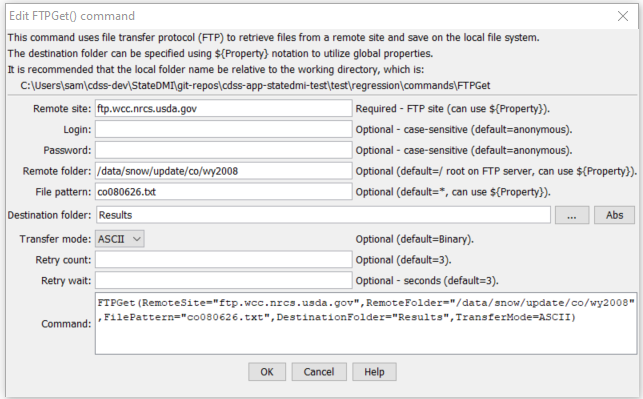 Edit FTPGet() command
This command uses file transfer protocol (FTP) to retrieve files from a remote site and save on the local file system.
The destination folder can be specified using ${Property} notation to utilize global properties.
It is recommended that the local folder name be relative to the working directory, which is:
C:\Users\sam\cdss-dev\StateDMI\git-repos\cdss-app-statedmi-test\test\regression\commands\FTPGet
Remote site: ftp.wcc.nrcs.usda.gov Required - FTP site (can use ${Property}).
Login: Optional - case-sensitive (default=anonymous).
Password: Optional - case-sensitive (default=anonymous).
Remote folder: /data/snow/update/co/wy2008 Optional (default=/ root on FTP server, can use ${Property}).
File pattern: co080626.txt Optional (default=*, can use ${Property}).
Destination folder: Results ... Abs
Transfer mode: ASCII Optional (default=Binary).
Retry count: Optional (default=3).
Retry wait: Optional - seconds (default=3).
Command: FTPGet(RemoteSite="ftp.wcc.nrcs.usda.gov",RemoteFolder="/data/snow/update/co/wy2008"
,FilePattern="co080626.txt",DestinationFolder="Results",TransferMode=ASCII)
OK Cancel Help